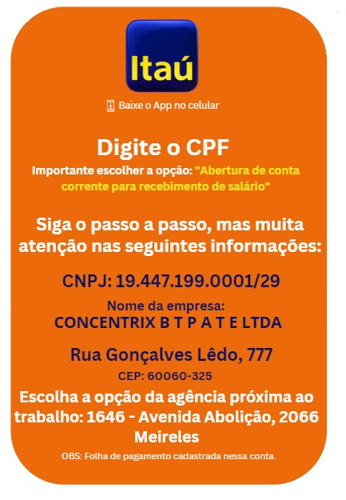 Itaú
Baixe o App no celular
Digite o CPF
Importante escolher a opção: "Abertura de conta
corrente para recebimento de salário"
Siga o passo a passo, mas muita
atenção nas seguintes informações:
CNPJ: 19.447.199.0001/29
Nome da empresa:
CONCENTRIX B T P A T E LTDA
Rua Gonçalves Lêdo, 777
CEP: 60060-325
Escolha a opção da agência próxima ao
trabalho: 1646 - Avenida Abolição, 2066
Meireles
OBS: Folha de pagamento cadastrada nessa conta.